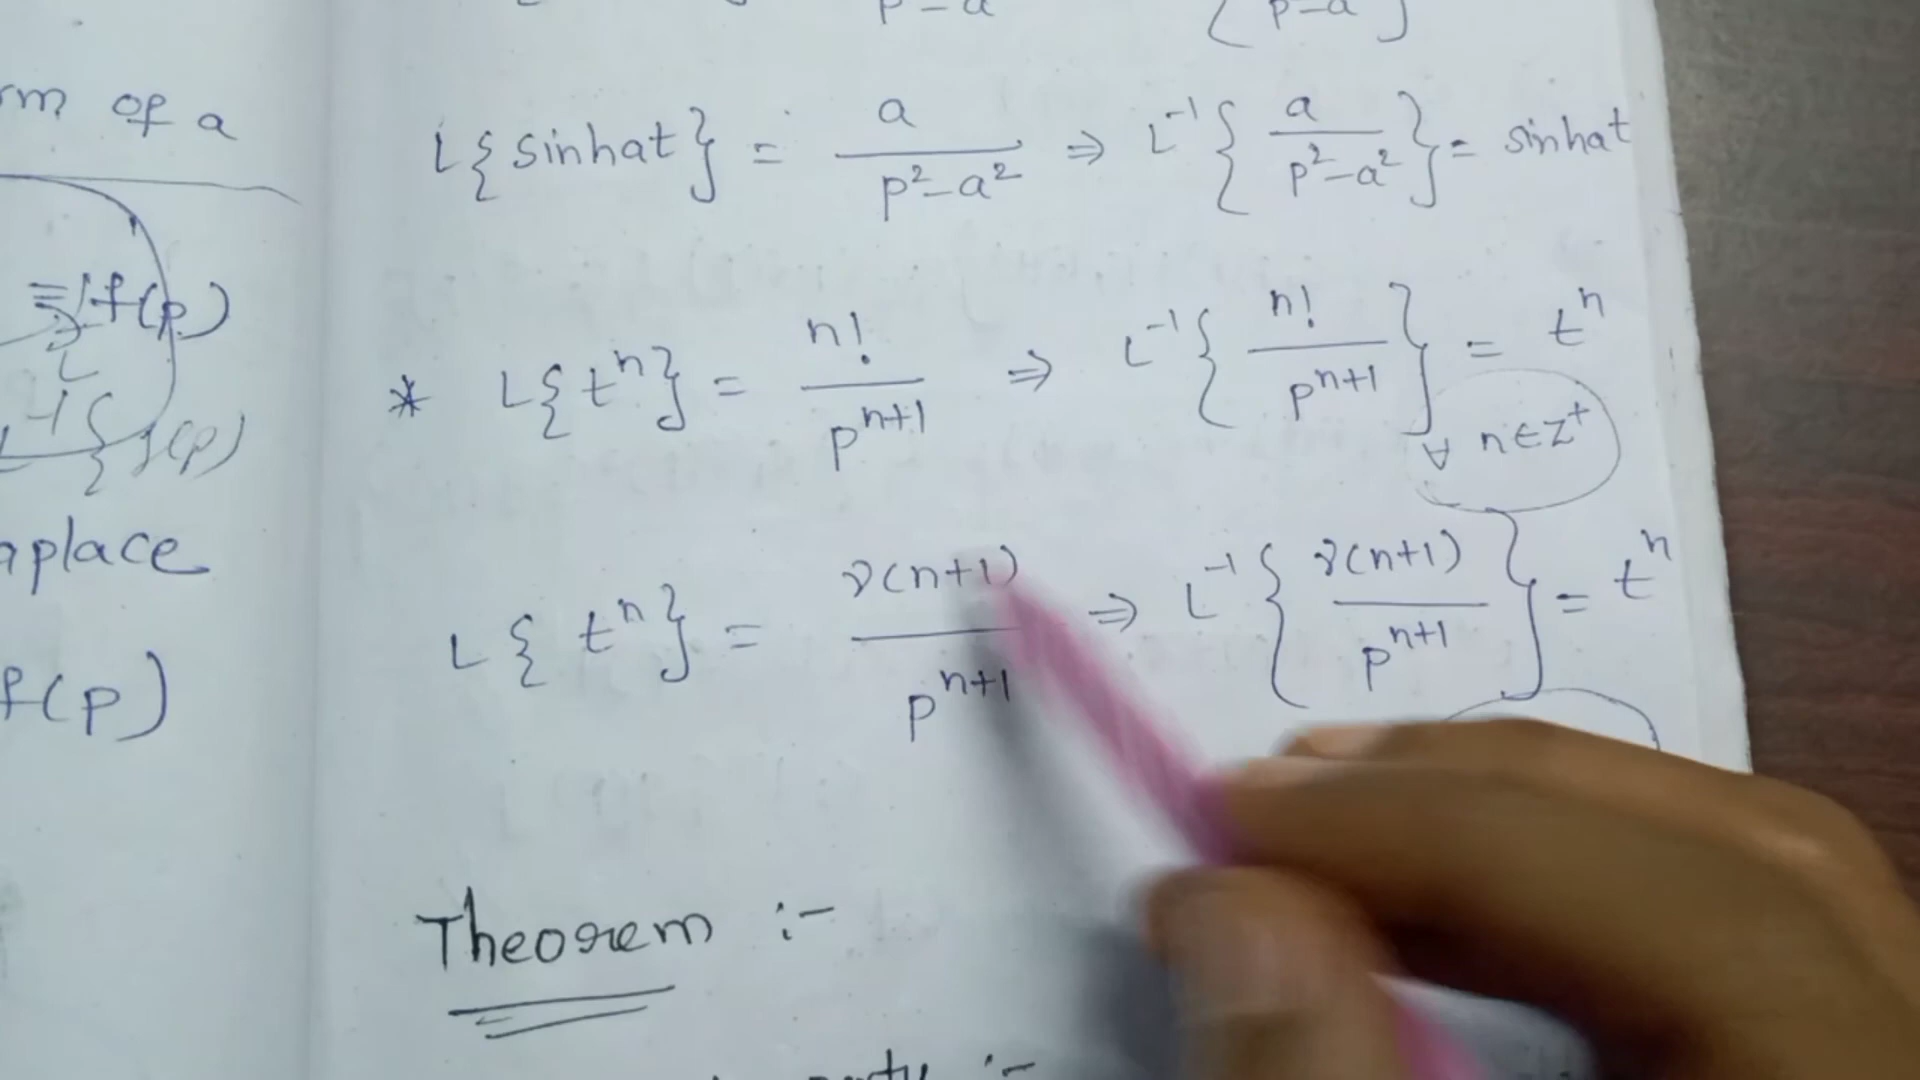 rm of a
f(p)
f(p)
aplace
f(p)
p-a { p-a }
L{sinhat} = a / p²-a² ⇒ L⁻¹{ a / p²-a² } = sinhat
* L{tⁿ} = n! / pⁿ⁺¹ ⇒ L⁻¹{ n! / pⁿ⁺¹ } = tⁿ
∀ n∈Z⁺
L{tⁿ} = γ(n+1) / pⁿ⁺¹ ⇒ L⁻¹{ γ(n+1) / pⁿ⁺¹ } = tⁿ
Theorem :-